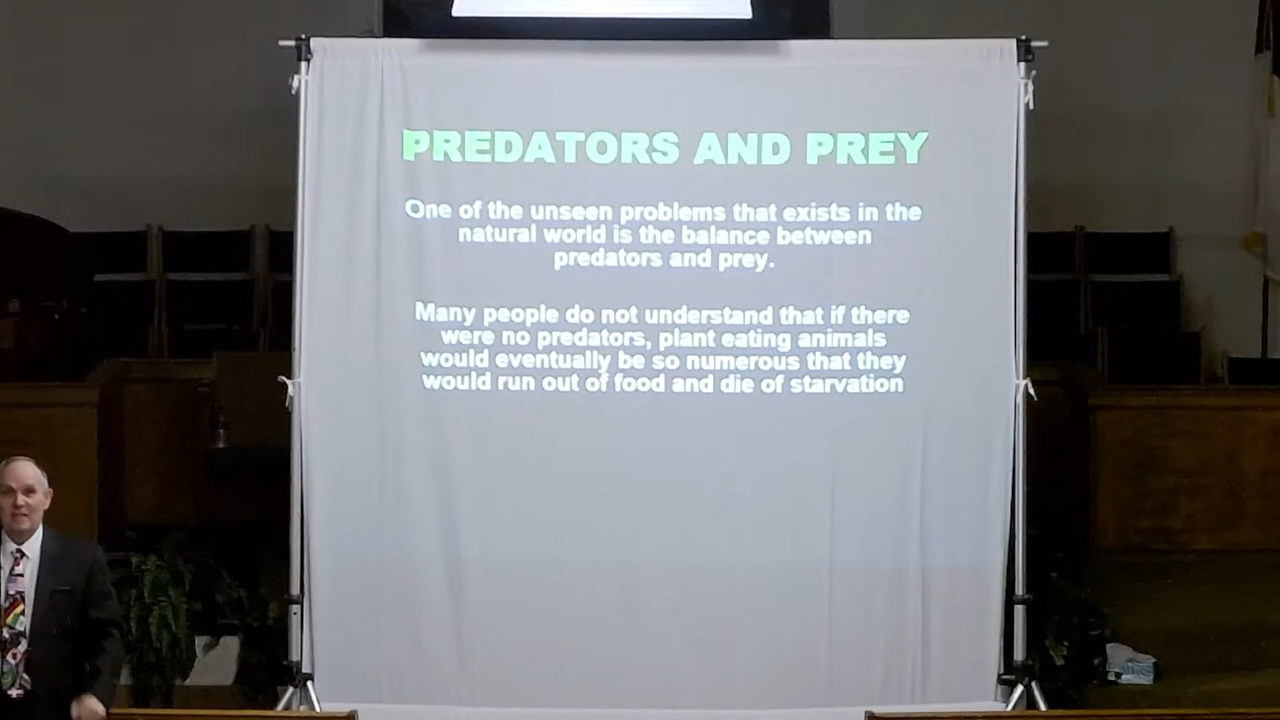 PREDATORS AND PREY
One of the unseen problems that exists in the
natural world is the balance between
predators and prey.
Many people do not understand that if there
were no predators, plant eating animals
would eventually be so numerous that they
would run out of food and die of starvation